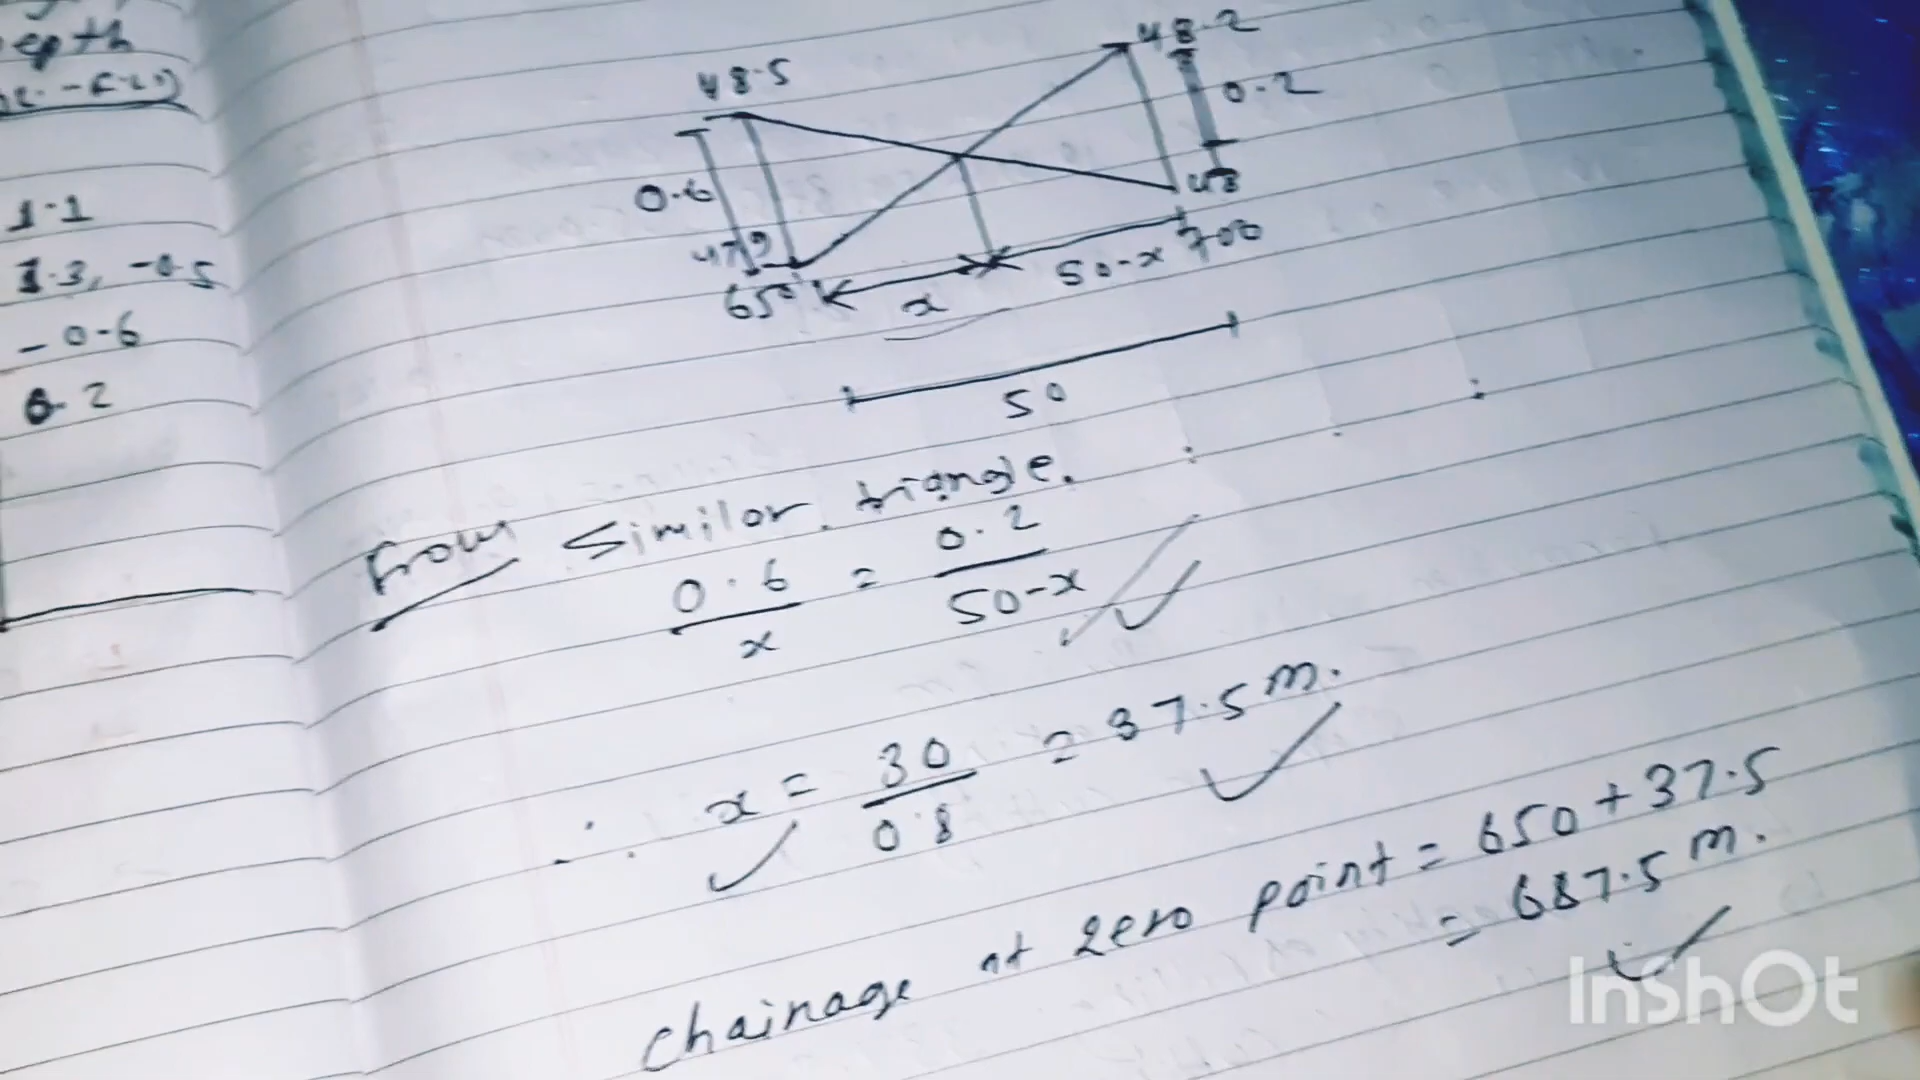 epth
1.1
1.3, -0.5
- 0.6
0.2
48.5
48.2
0.6
0.2
47.9
48
650
x
50-x
700
50
from similar triangle.
0.6/x = 0.2/50-x
∴ x = 30/0.8 = 37.5 m.
chainage at zero point = 650 + 37.5
= 687.5 m.
InShOt